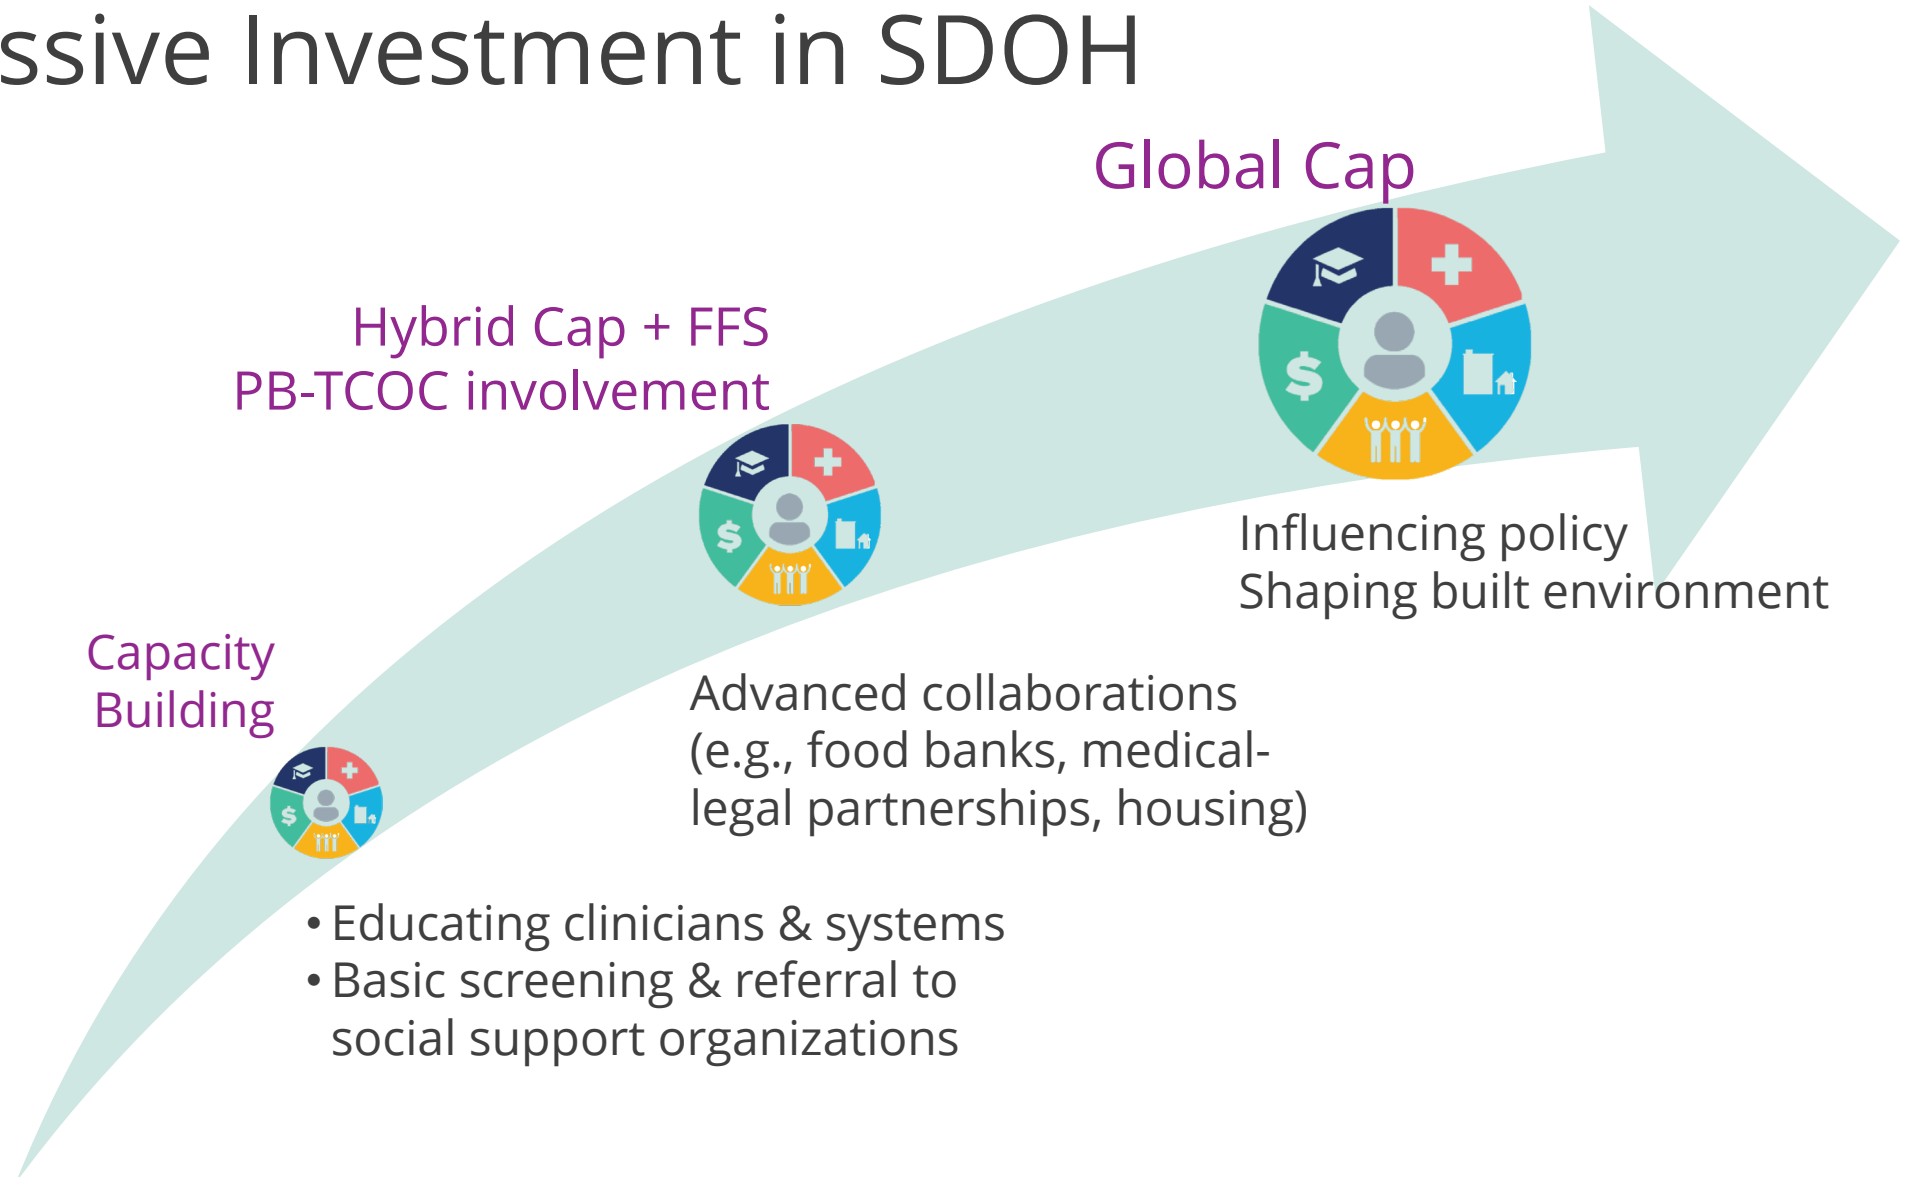 ssive Investment in SDOH
Global Cap
Hybrid Cap + FFS
PB-TCOC involvement
Influencing policy
Shaping built environment
Capacity
Building
Advanced collaborations
(e.g., food banks, medical-
legal partnerships, housing)
• Educating clinicians & systems
• Basic screening & referral to
social support organizations